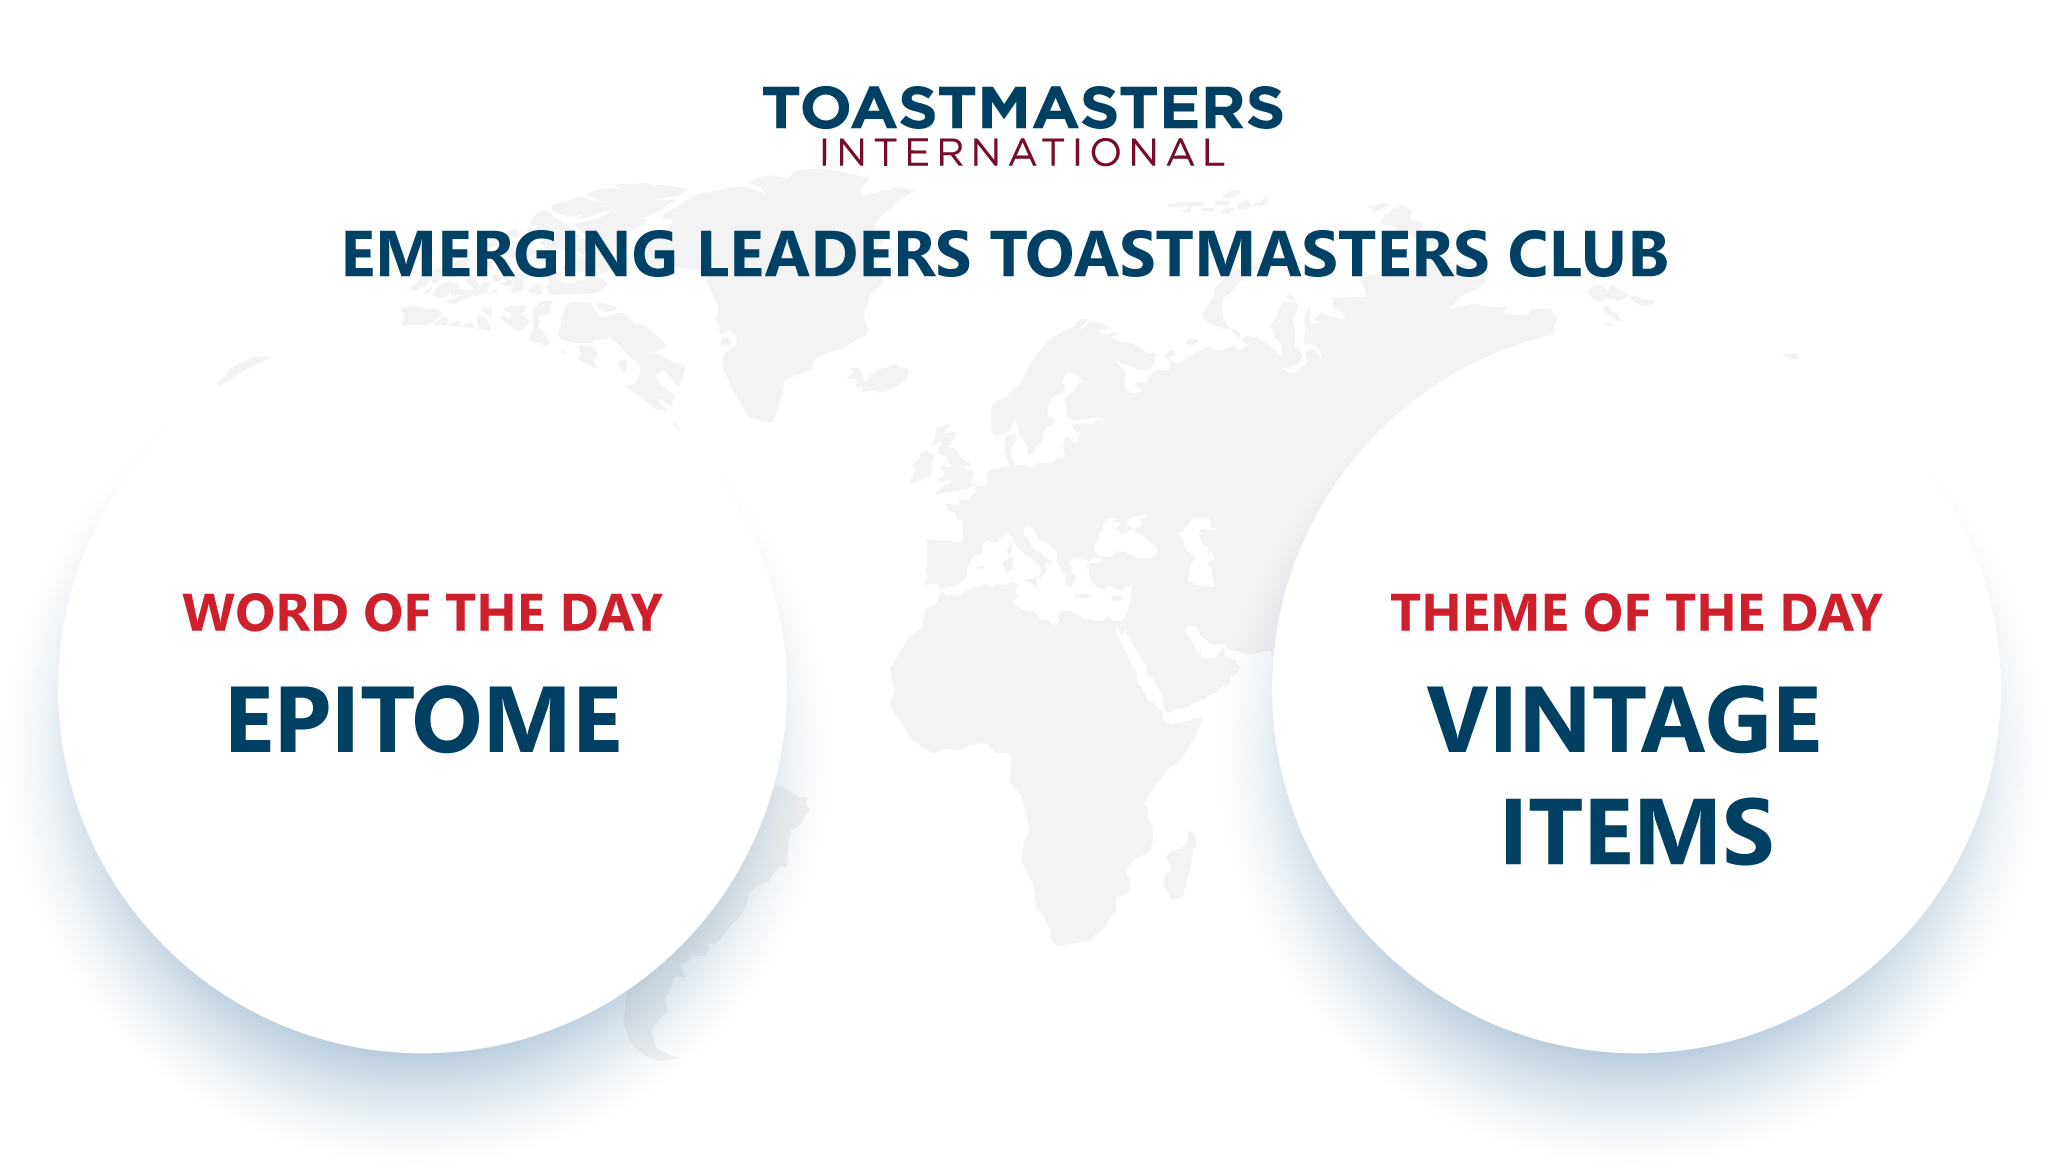 TOASTMASTERS
INTERNATIONAL
EMERGING LEADERS TOASTMASTERS CLUB
WORD OF THE DAY
EPITOME
THEME OF THE DAY
VINTAGE
ITEMS